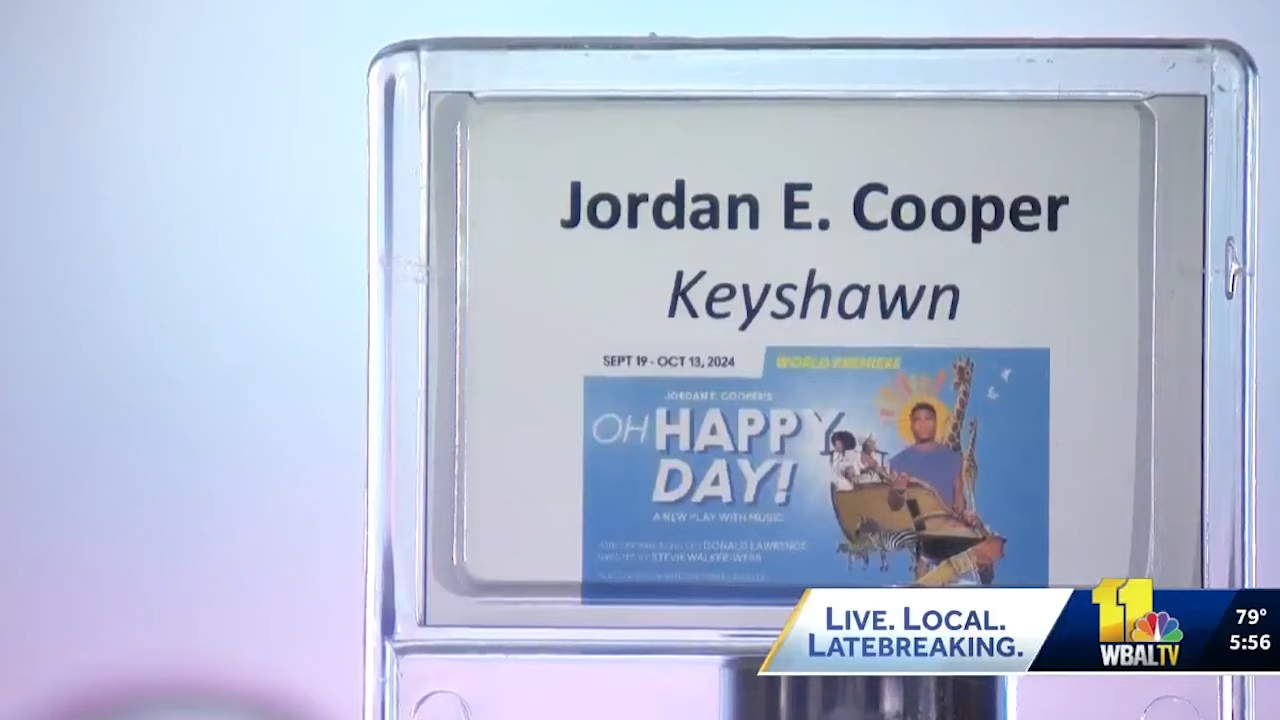 Jordan E. Cooper
Keyshawn
SEPT 19 - OCT 13, 2024
WORLD PREMIERE
JORDAN E. COOPER'S
OH HAPPY
DAY!
A NEW PLAY WITH MUSIC
DONALD LAWRENCE
STEVIE WALKER-WEBB
LIVE. LOCAL.
LATEBREAKING.
11
WBALTV
79°
5:56